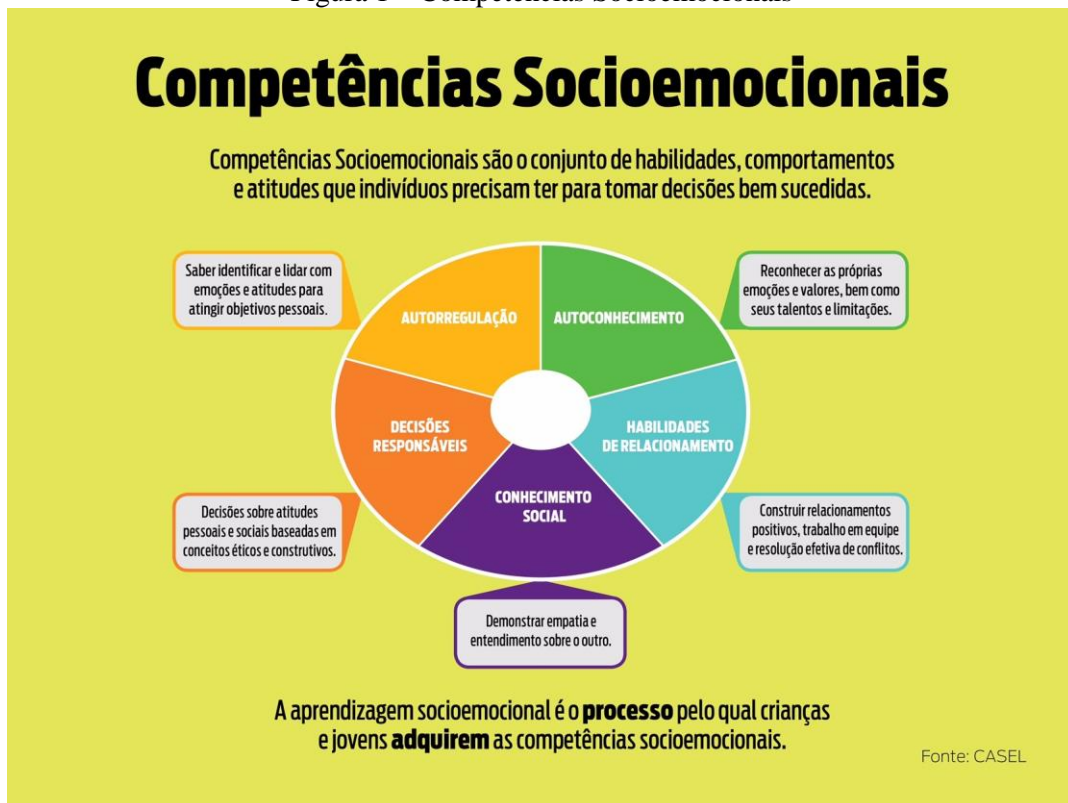 Figura 1 – Competências Socioemocionais
Competências Socioemocionais
Competências Socioemocionais são o conjunto de habilidades, comportamentos
e atitudes que indivíduos precisam ter para tomar decisões bem sucedidas.
Saber identificar e lidar com
emoções e atitudes para
atingir objetivos pessoais.
Reconhecer as próprias
emoções e valores, bem como
seus talentos e limitações.
AUTORREGULAÇÃO
AUTOCONHECIMENTO
DECISÕES
RESPONSÁVEIS
HABILIDADES
DE RELACIONAMENTO
CONHECIMENTO
SOCIAL
Decisões sobre atitudes
pessoais e sociais baseadas em
conceitos éticos e construtivos.
Construir relacionamentos
positivos, trabalho em equipe
e resolução efetiva de conflitos.
Demonstrar empatia e
entendimento sobre o outro.
A aprendizagem socioemocional é o processo pelo qual crianças
e jovens adquirem as competências socioemocionais.
Fonte: CASEL